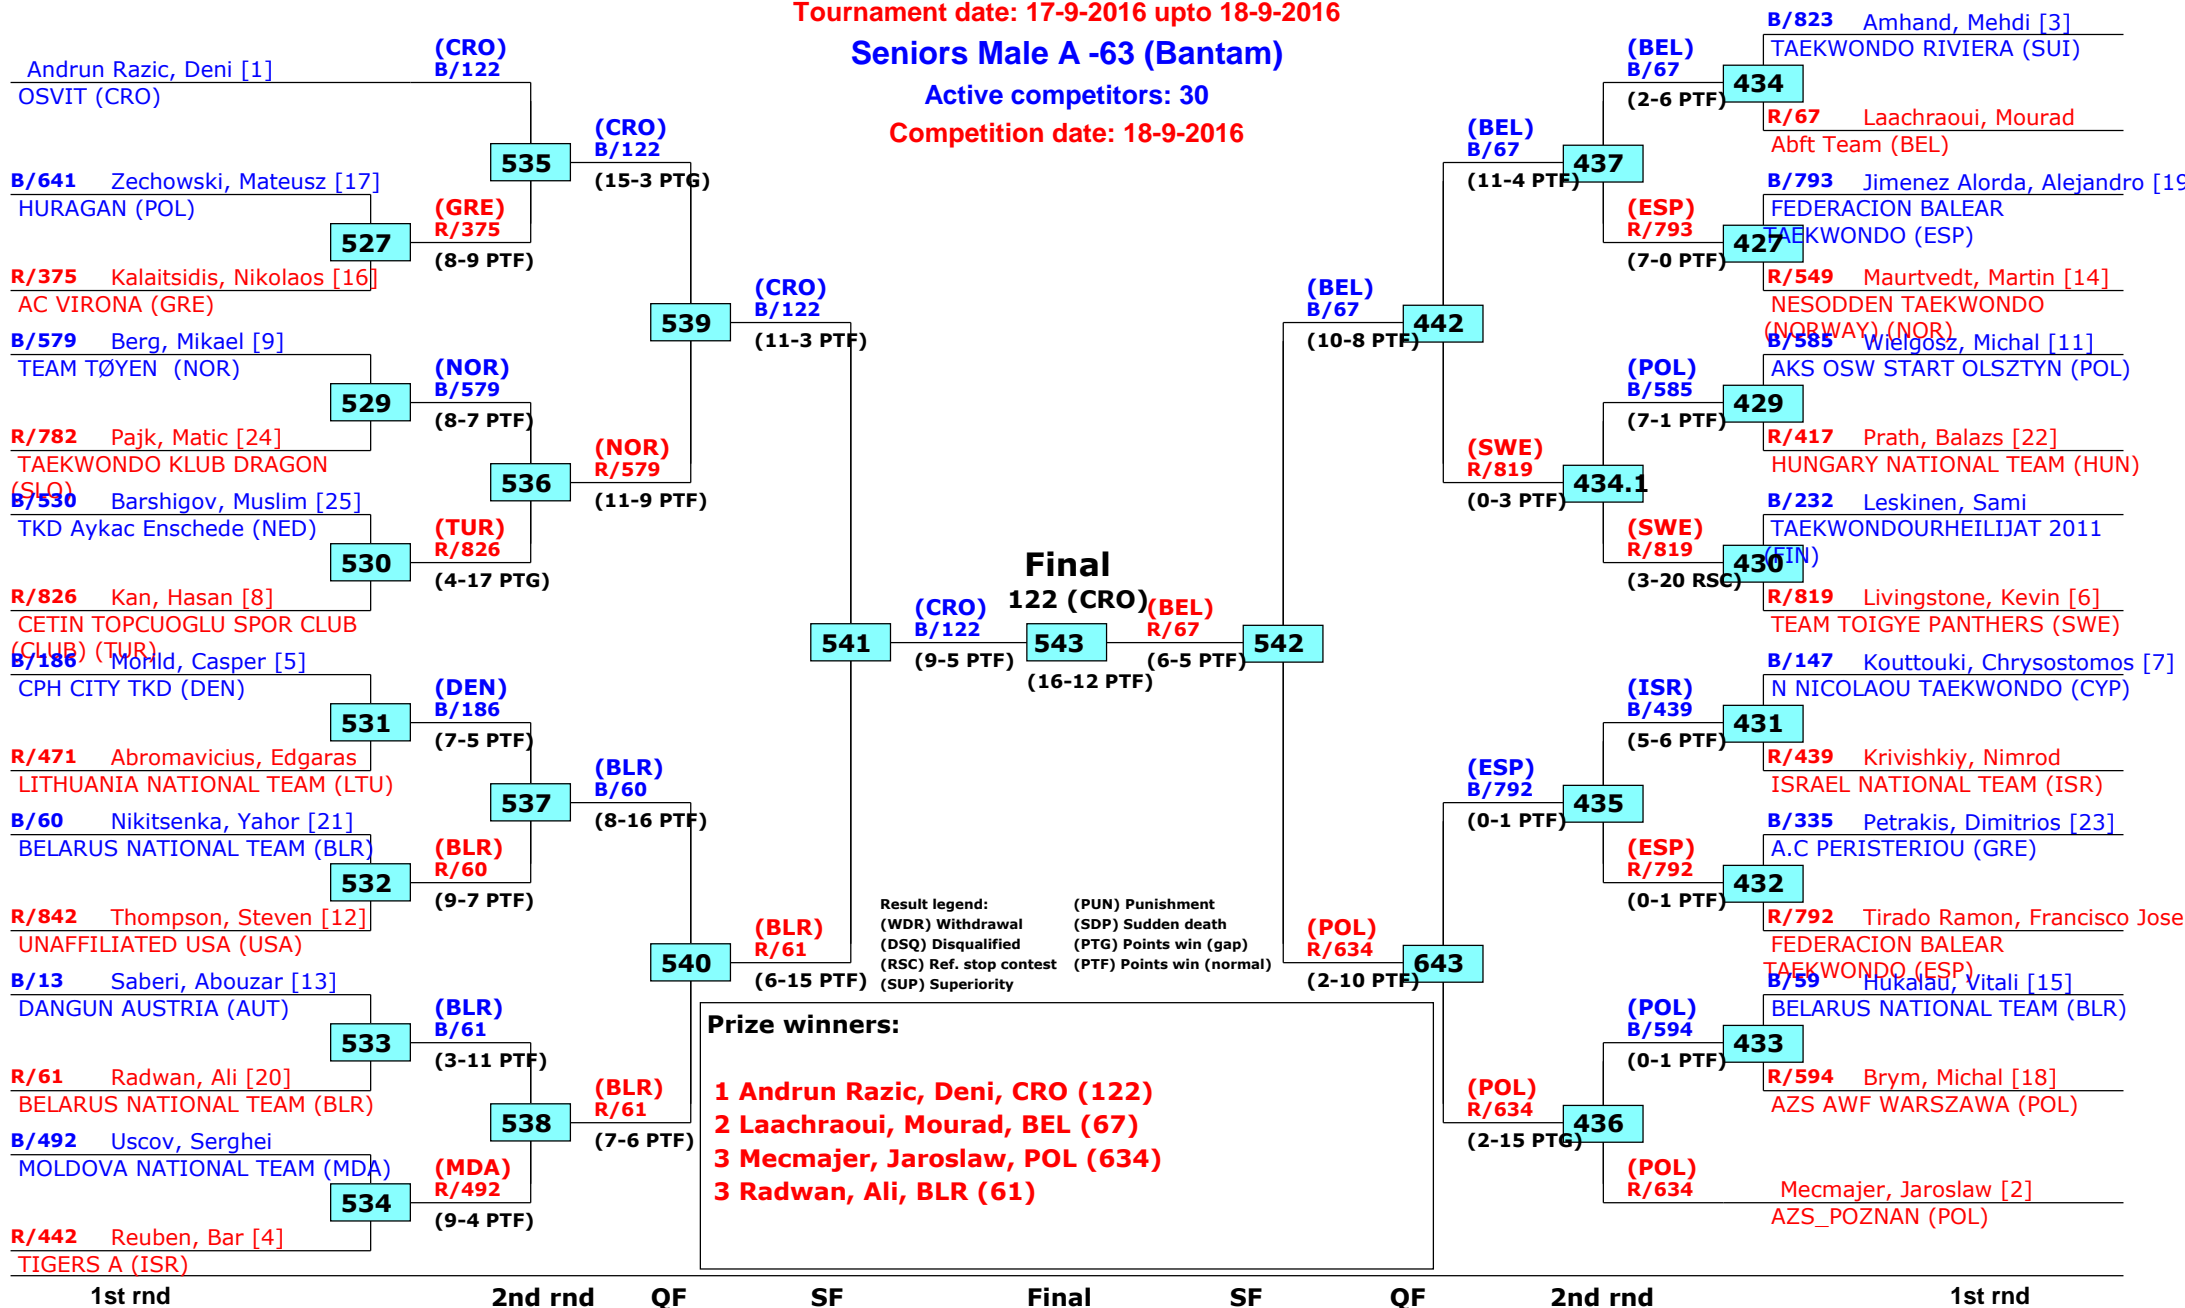 Tournament date: 17-9-2016 upto 18-9-2016
Seniors Male A -63 (Bantam)
Active competitors: 30
Competition date: 18-9-2016
Andrun Razic, Deni [1]
OSVIT (CRO)
B/641 Zechowski, Mateusz [17]
HURAGAN (POL)
R/375 Kalaitsidis, Nikolaos [16]
AC VIRONA (GRE)
B/579 Berg, Mikael [9]
TEAM TØYEN (NOR)
R/782 Pajk, Matic [24]
TAEKWONDO KLUB DRAGON
(SLO)
B/530 Barshigov, Muslim [25]
TKD Aykac Enschede (NED)
R/826 Kan, Hasan [8]
CETIN TOPCUOGLU SPOR CLUB
(CLUB) (TUR)
B/186 Morild, Casper [5]
CPH CITY TKD (DEN)
R/471 Abromavicius, Edgaras
LITHUANIA NATIONAL TEAM (LTU)
B/60 Nikitsenka, Yahor [21]
BELARUS NATIONAL TEAM (BLR)
R/842 Thompson, Steven [12]
UNAFFILIATED USA (USA)
B/13 Saberi, Abouzar [13]
DANGUN AUSTRIA (AUT)
R/61 Radwan, Ali [20]
BELARUS NATIONAL TEAM (BLR)
B/492 Uscov, Serghei
MOLDOVA NATIONAL TEAM (MDA)
R/442 Reuben, Bar [4]
TIGERS A (ISR)
527
529
530
531
532
533
534
(CRO)
B/122
(GRE)
R/375
(8-9 PTF)
(NOR)
B/579
(8-7 PTF)
(TUR)
R/826
(4-17 PTG)
(DEN)
B/186
(7-5 PTF)
(BLR)
R/60
(9-7 PTF)
(BLR)
B/61
(3-11 PTF)
(MDA)
R/492
(9-4 PTF)
535
536
537
538
(CRO)
B/122
(15-3 PTG)
(NOR)
R/579
(11-9 PTF)
(BLR)
B/60
(8-16 PTF)
(BLR)
R/61
(7-6 PTF)
539
540
(CRO)
B/122
(11-3 PTF)
(BLR)
R/61
(6-15 PTF)
541
(CRO)
B/122
(9-5 PTF)
Final
122 (CRO)
543
(16-12 PTF)
(BEL)
R/67
(6-5 PTF)
542
(BEL)
B/67
(10-8 PTF)
(POL)
R/634
(2-10 PTF)
442
643
(BEL)
B/67
(11-4 PTF)
(SWE)
R/819
(0-3 PTF)
(ESP)
B/792
(0-1 PTF)
(POL)
R/634
(2-15 PTG)
437
434.1
435
436
(BEL)
B/67
(2-6 PTF)
(ESP)
R/793
(7-0 PTF)
(POL)
B/585
(7-1 PTF)
(SWE)
R/819
(3-20 RSC)
(ISR)
B/439
(5-6 PTF)
(ESP)
R/792
(0-1 PTF)
(POL)
B/594
(0-1 PTF)
(POL)
R/634
434
427
429
430
431
432
433
B/823 Amhand, Mehdi [3]
TAEKWONDO RIVIERA (SUI)
R/67 Laachraoui, Mourad
Abft Team (BEL)
B/793 Jimenez Alorda, Alejandro [19
FEDERACION BALEAR
TAEKWONDO (ESP)
R/549 Maurtvedt, Martin [14]
NESODDEN TAEKWONDO
(NORWAY) (NOR)
B/585 Wielgosz, Michal [11]
AKS OSW START OLSZTYN (POL)
R/417 Prath, Balazs [22]
HUNGARY NATIONAL TEAM (HUN)
B/232 Leskinen, Sami
TAEKWONDOURHEILIJAT 2011
(FIN)
R/819 Livingstone, Kevin [6]
TEAM TOIGYE PANTHERS (SWE)
B/147 Kouttouki, Chrysostomos [7]
N NICOLAOU TAEKWONDO (CYP)
R/439 Krivishkiy, Nimrod
ISRAEL NATIONAL TEAM (ISR)
B/335 Petrakis, Dimitrios [23]
A.C PERISTERIOU (GRE)
R/792 Tirado Ramon, Francisco Jose
FEDERACION BALEAR
TAEKWONDO (ESP)
B/59 Hukalau, Vitali [15]
BELARUS NATIONAL TEAM (BLR)
R/594 Brym, Michal [18]
AZS AWF WARSZAWA (POL)
Mecmajer, Jaroslaw [2]
AZS_POZNAN (POL)
Result legend:
(WDR) Withdrawal
(DSQ) Disqualified
(RSC) Ref. stop contest
(SUP) Superiority
(PUN) Punishment
(SDP) Sudden death
(PTG) Points win (gap)
(PTF) Points win (normal)
Prize winners:
1 Andrun Razic, Deni, CRO (122)
2 Laachraoui, Mourad, BEL (67)
3 Mecmajer, Jaroslaw, POL (634)
3 Radwan, Ali, BLR (61)
1st rnd 2nd rnd QF SF Final SF QF 2nd rnd 1st rnd